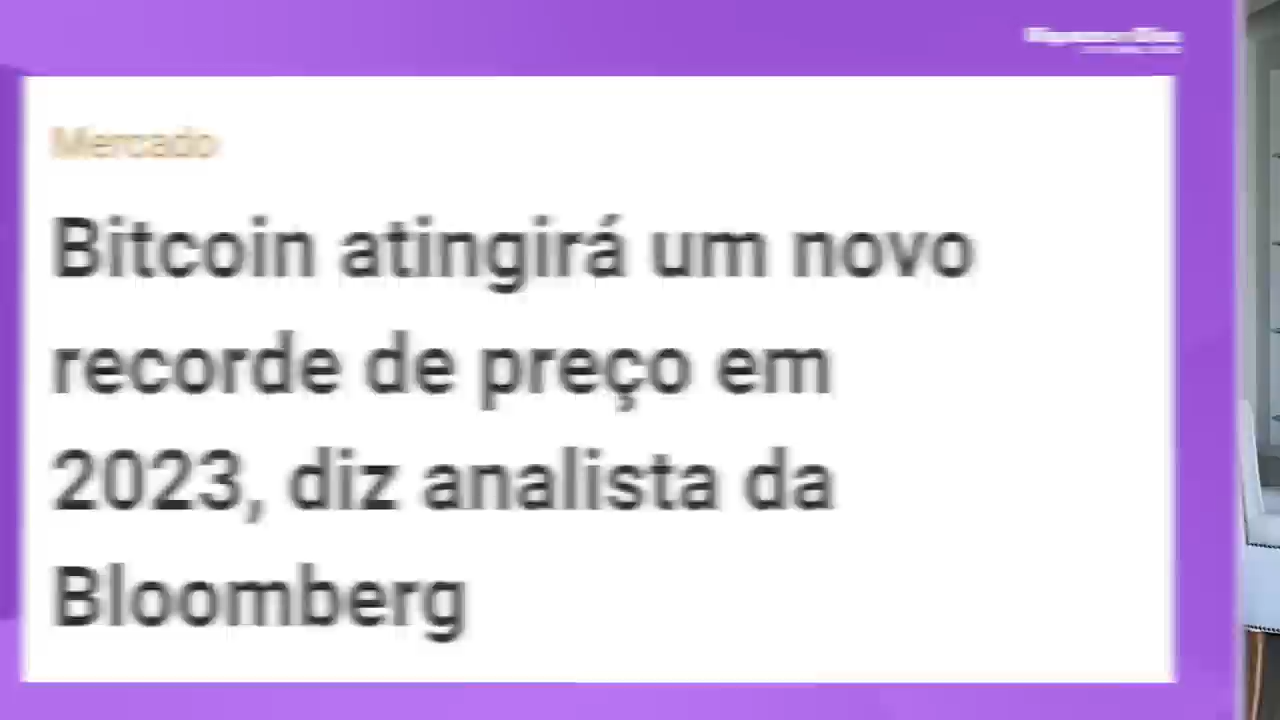 Mercado
Bitcoin atingirá um novo
recorde de preço em
2023, diz analista da
Bloomberg